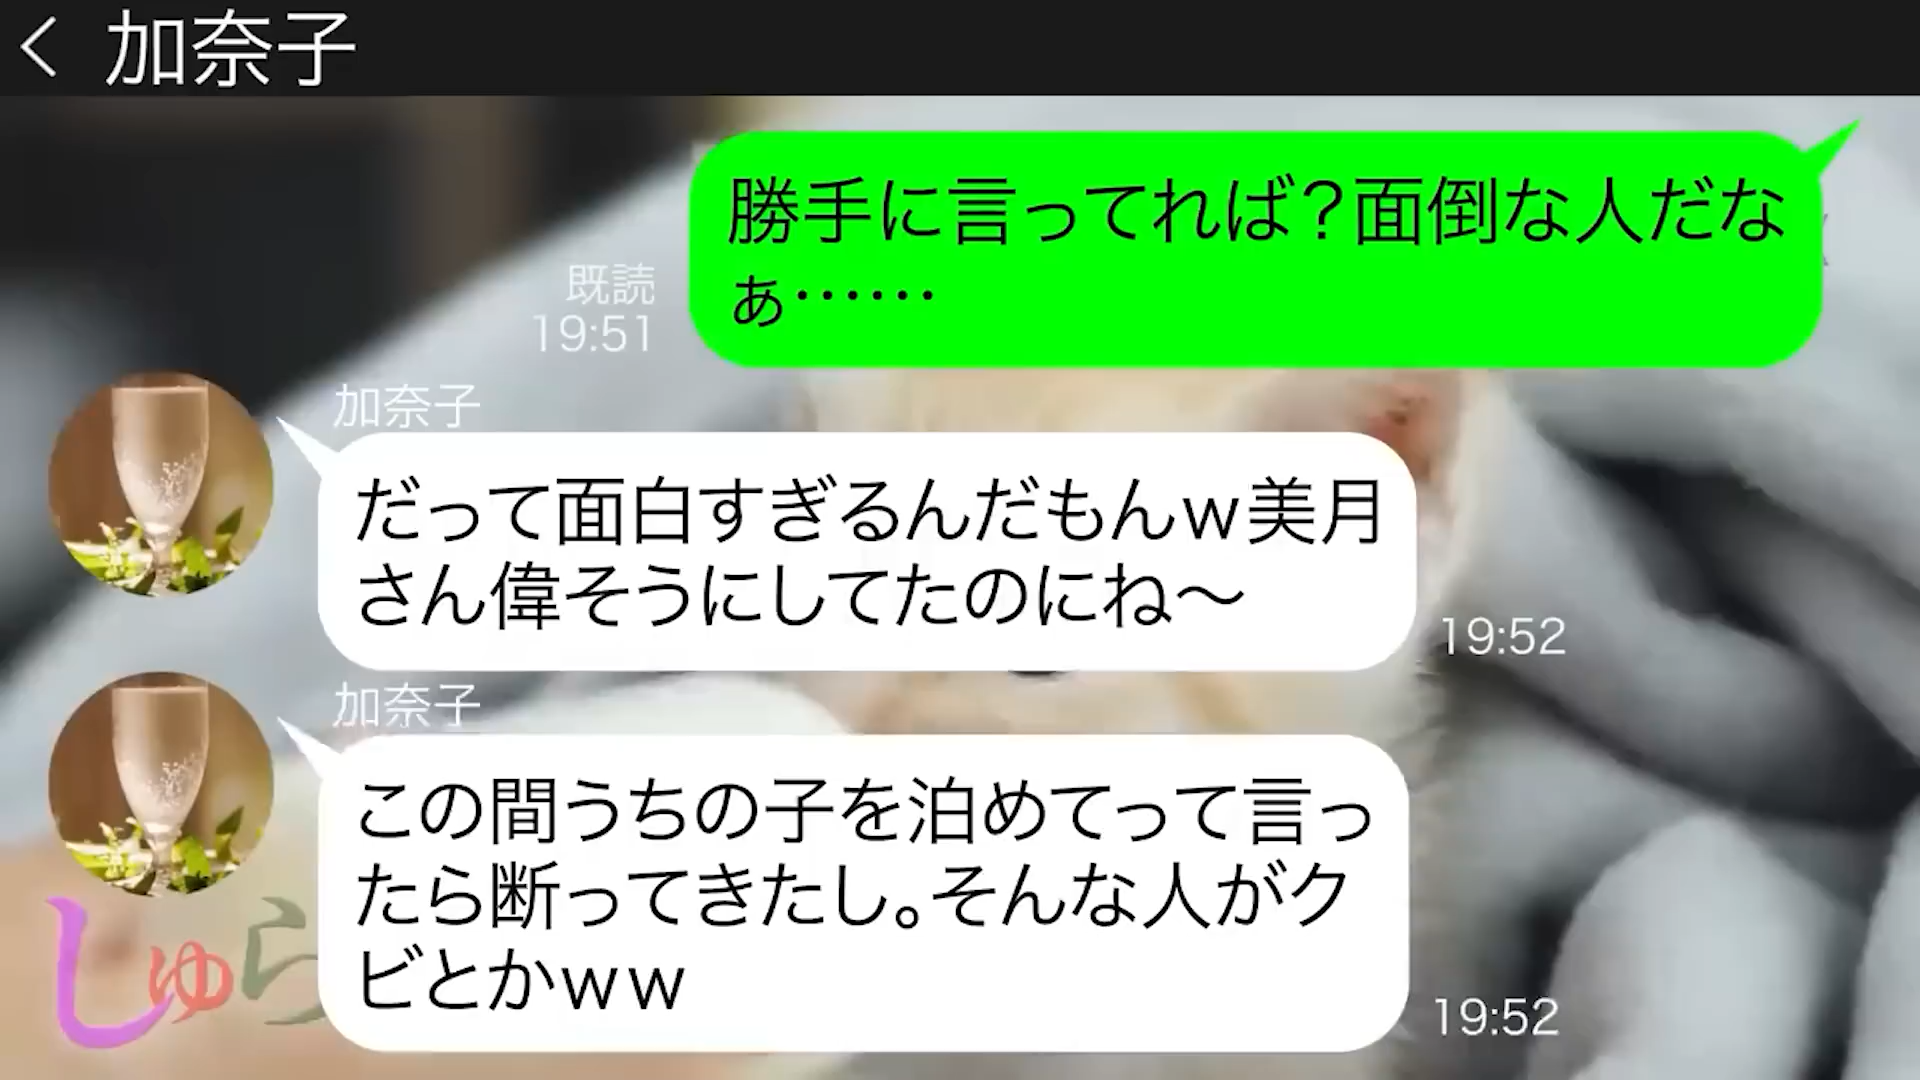 加奈子
勝手に言ってれば？面倒な人だな
ぁ……
既読
19:51
加奈子
だって面白すぎるんだもんｗ美月
さん偉そうにしてたのにね〜
19:52
加奈子
この間うちの子を泊めてって言っ
たら断ってきたし。そんな人がク
ビとかｗｗ
19:52
しゅら